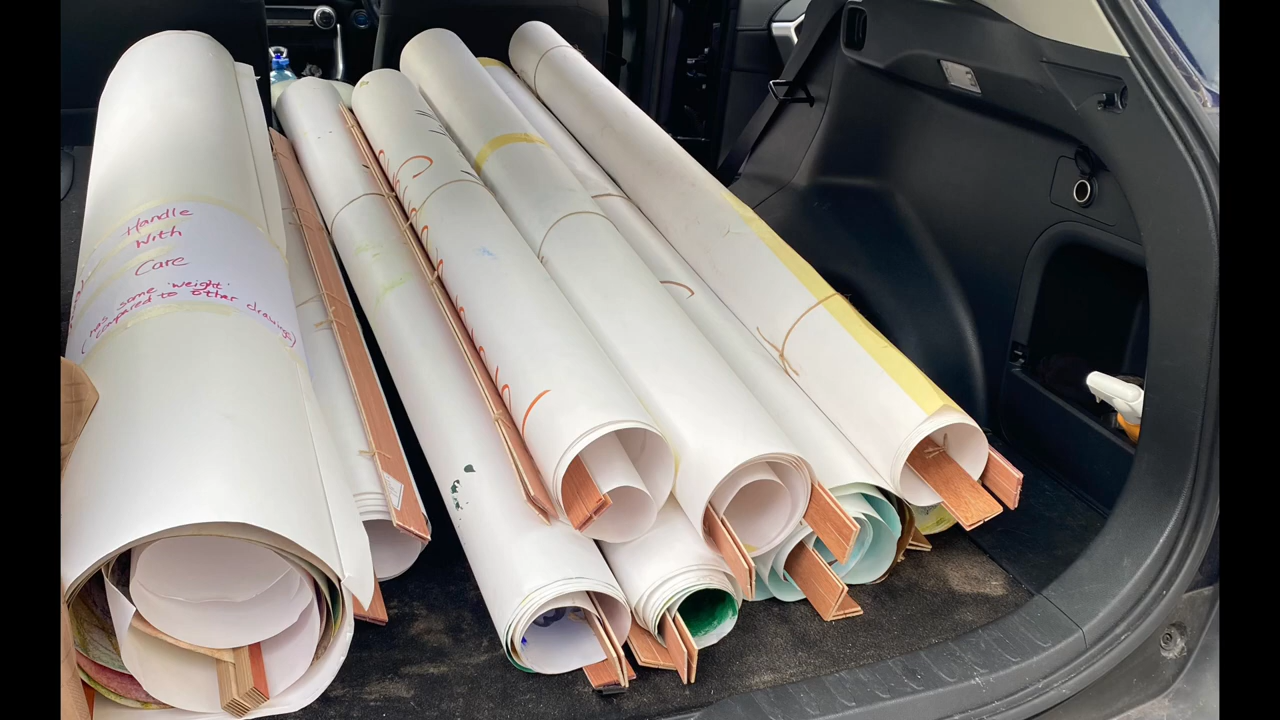 Handle
With
Care
(has some 'weight'
compared to other drawings)